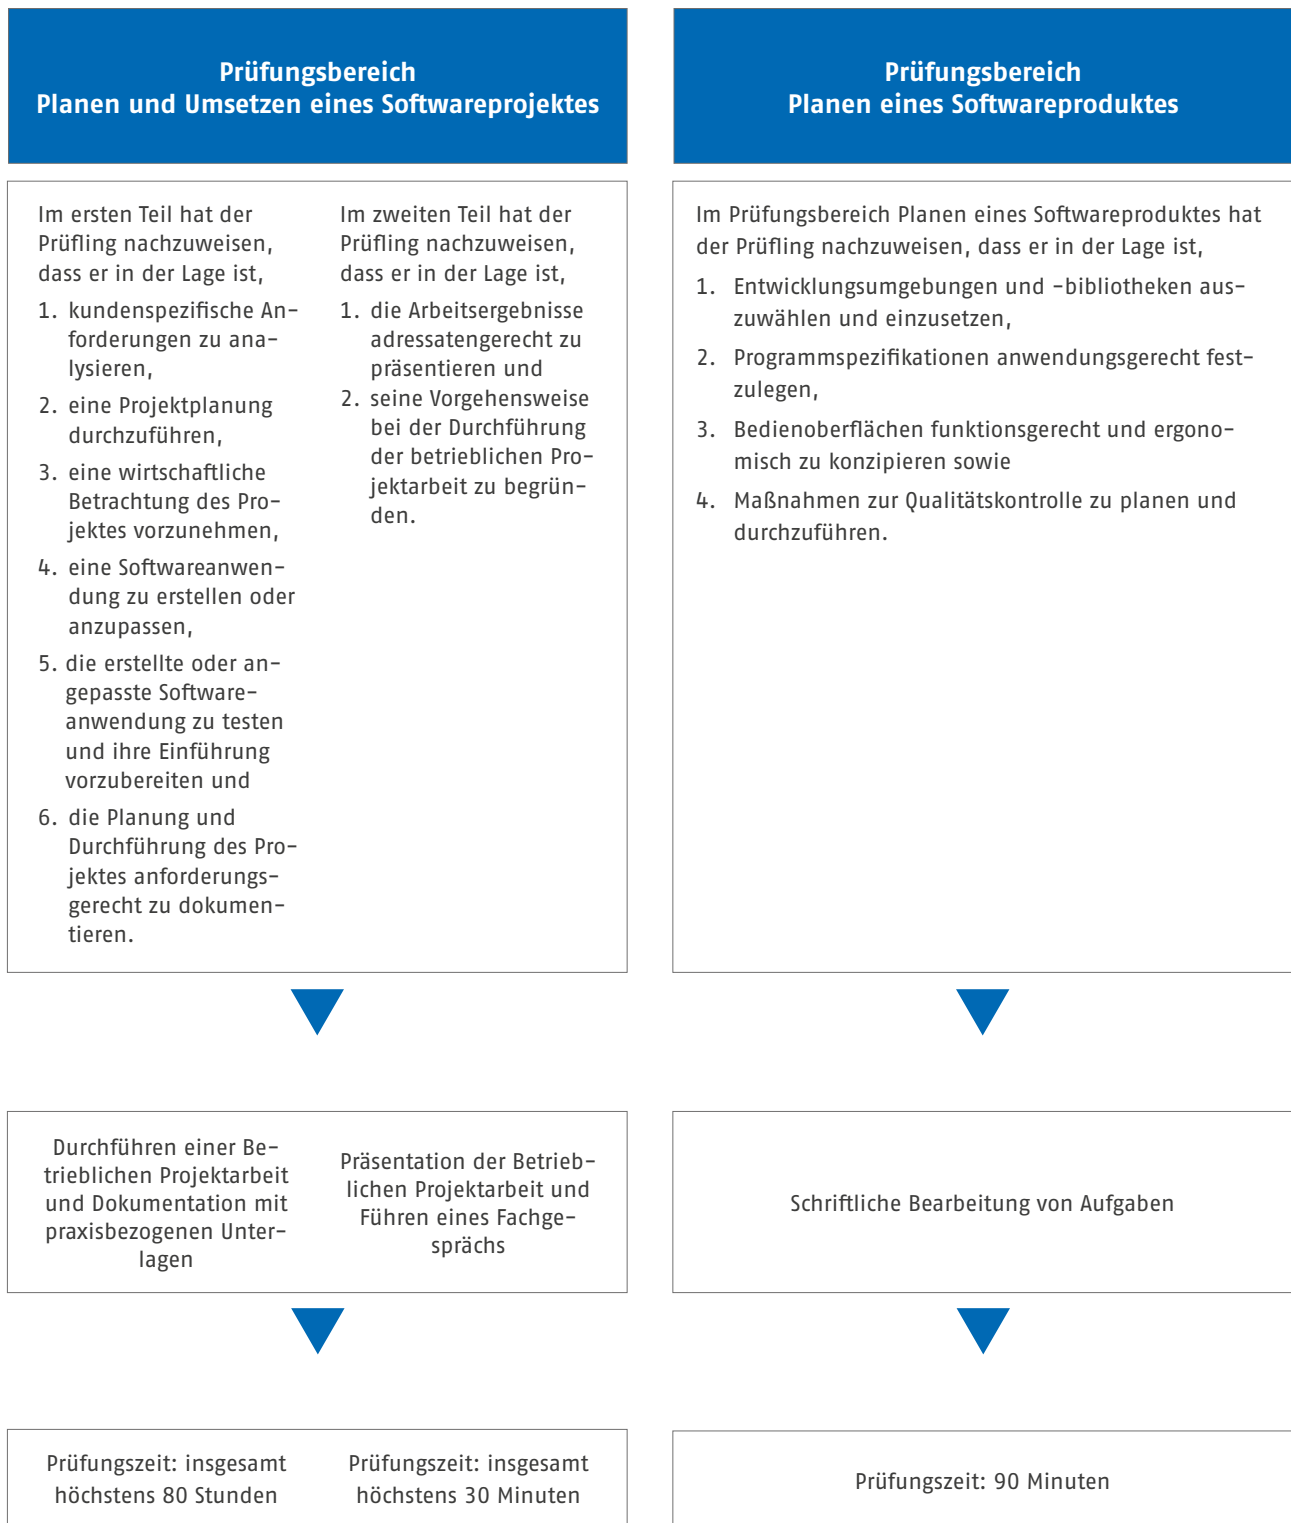 Prüfungsbereich
Planen und Umsetzen eines Softwareprojektes
Im ersten Teil hat der
Prüfling nachzuweisen,
dass er in der Lage ist,
1. kundenspezifische An-
forderungen zu ana-
lysieren,
2. eine Projektplanung
durchzuführen,
3. eine wirtschaftliche
Betrachtung des Pro-
jektes vorzunehmen,
4. eine Softwareanwen-
dung zu erstellen oder
anzupassen,
5. die erstellte oder an-
gepasste Software-
anwendung zu testen
und ihre Einführung
vorzubereiten und
6. die Planung und
Durchführung des Pro-
jektes anforderungs-
gerecht zu dokumen-
tieren.
Im zweiten Teil hat der
Prüfling nachzuweisen,
dass er in der Lage ist,
1. die Arbeitsergebnisse
adressatengerecht zu
präsentieren und
2. seine Vorgehensweise
bei der Durchführung
der betrieblichen Pro-
jektarbeit zu begrün-
den.
Durchführen einer Be-
trieblichen Projektarbeit
und Dokumentation mit
praxisbezogenen Unter-
lagen
Präsentation der Betrieb-
lichen Projektarbeit und
Führen eines Fachge-
sprächs
Prüfungszeit: insgesamt
höchstens 80 Stunden
Prüfungszeit: insgesamt
höchstens 30 Minuten
Prüfungsbereich
Planen eines Softwareproduktes
Im Prüfungsbereich Planen eines Softwareproduktes hat
der Prüfling nachzuweisen, dass er in der Lage ist,
1. Entwicklungsumgebungen und -bibliotheken aus-
zuwählen und einzusetzen,
2. Programmspezifikationen anwendungsgerecht fest-
zulegen,
3. Bedienoberflächen funktionsgerecht und ergono-
misch zu konzipieren sowie
4. Maßnahmen zur Qualitätskontrolle zu planen und
durchzuführen.
Schriftliche Bearbeitung von Aufgaben
Prüfungszeit: 90 Minuten